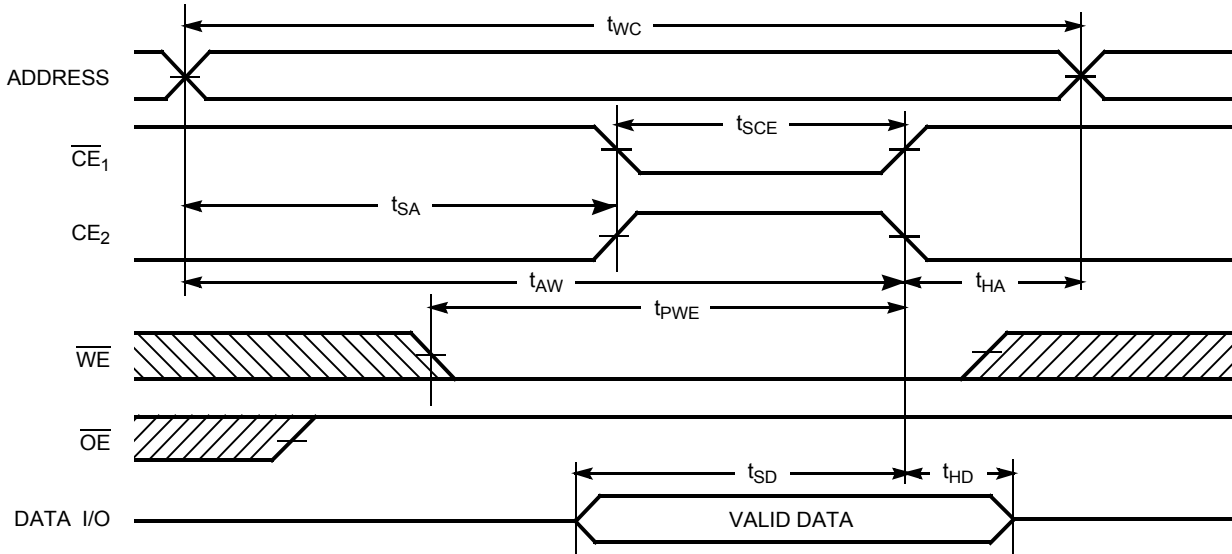 tWC
ADDRESS
tSCE
CE1
tSA
CE2
tAW
tHA
tPWE
WE
OE
tSD
tHD
DATA I/O
VALID DATA